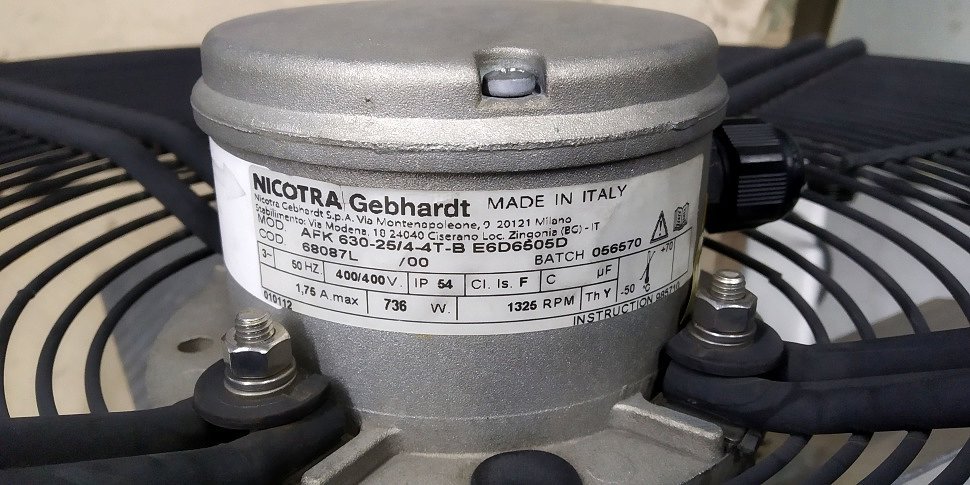 NICOTRA Gebhardt MADE IN ITALY
Nicotra Gebhardt S.p.A. Via Montenapoleone, 9 20121 Milano
Stabilimento: Via Modena, 18 24040 Ciserano Loc. Zingonia (BG) - IT
MOD. AFK 630-25/4-4T-B E6D6505D
COD. 68087L /00 BATCH 056570
3~ 50 HZ 400/400 V. IP 54 Cl. Is. F C µF -50 °C +70
1,75 A.max 736 W. 1325 RPM Th Y
010112 INSTRUCTION